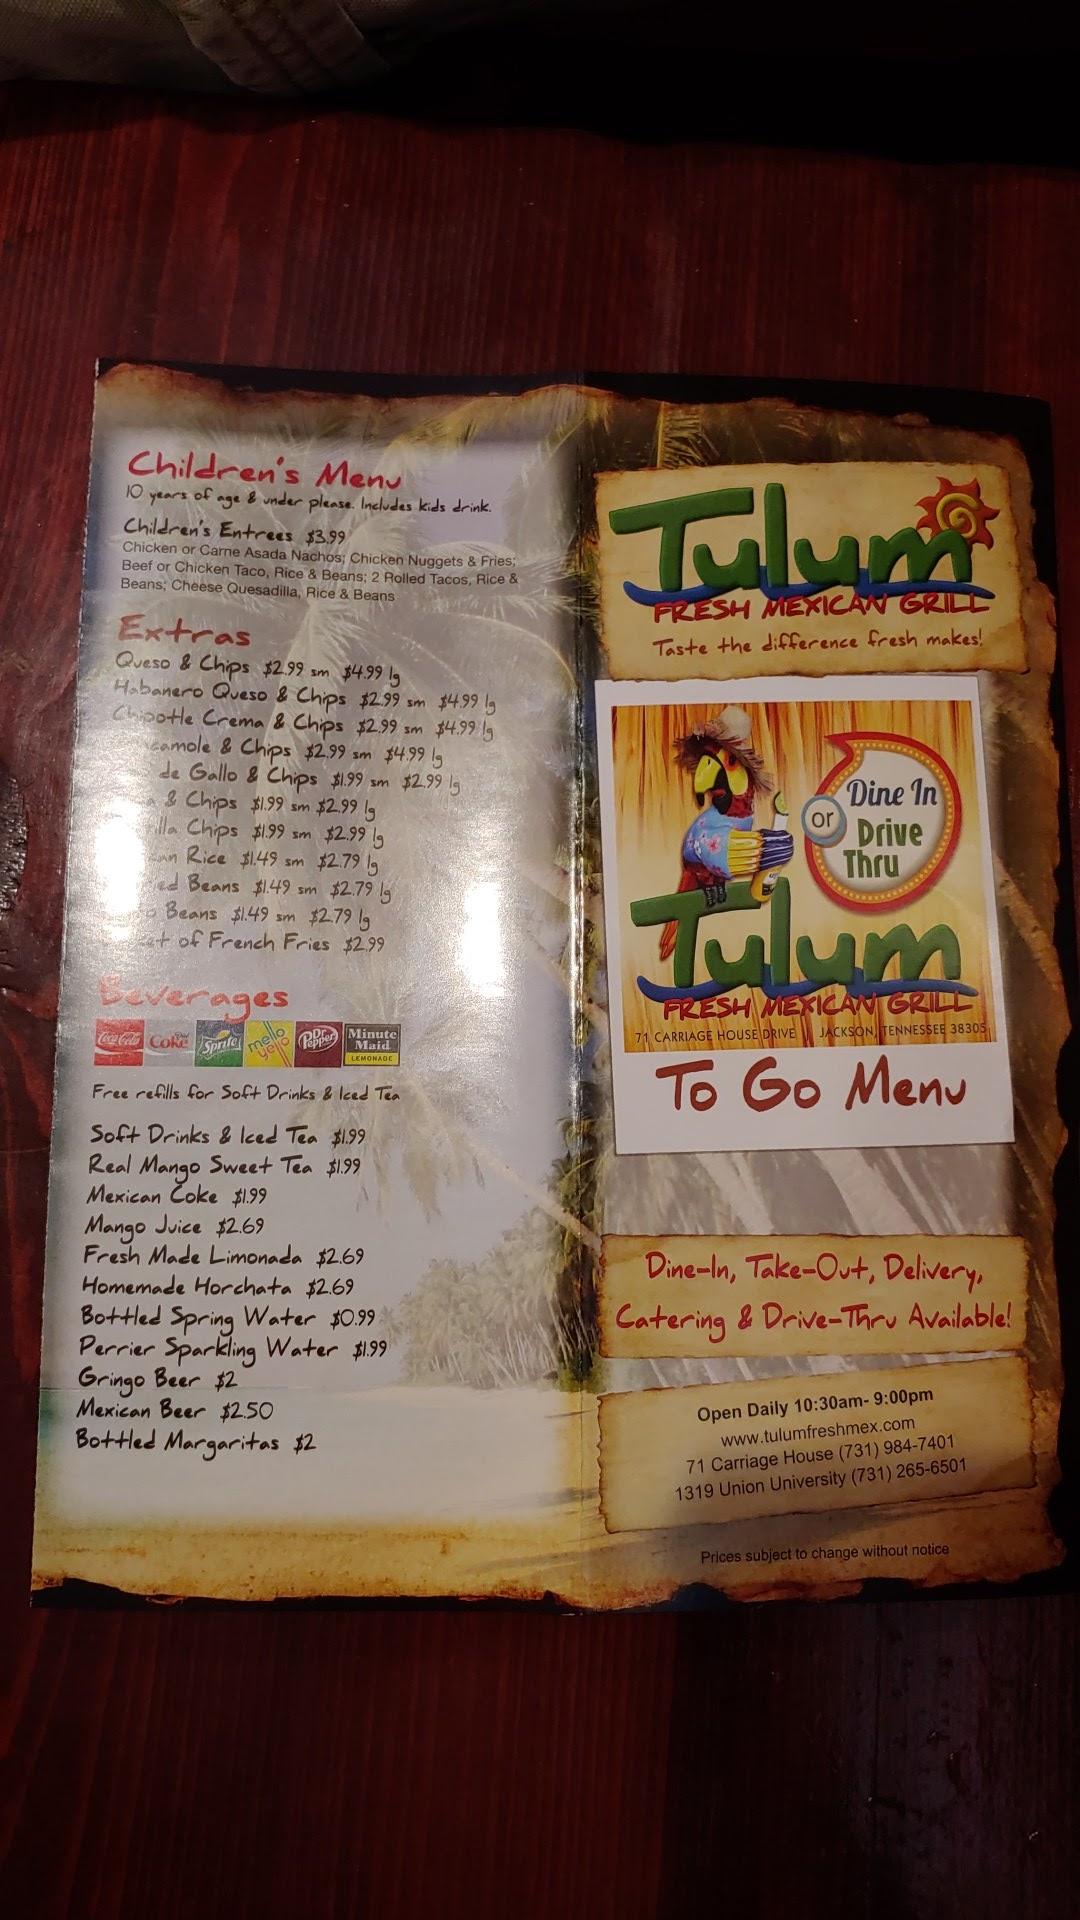 Children's Menu
10 years of age & under please. Includes kids drink.
Children's Entrees $3.99
Chicken or Carne Asada Nachos; Chicken Nuggets & Fries;
Beef or Chicken Taco, Rice & Beans; 2 Rolled Tacos, Rice &
Beans; Cheese Quesadilla, Rice & Beans
Extras
Queso & Chips $2.99 sm $4.99 lg
Habanero Queso & Chips $2.99 sm $4.99 lg
Chipotle Crema & Chips $2.99 sm $4.99 lg
& Chips $2.99 sm $4.99 lg
de Gallo & Chips $1.99 sm $2.99 lg
& Chips $1.99 sm $2.99 lg
Chips $1.99 sm $2.99 lg
Rice $1.49 sm $2.79 lg
Beans $1.49 sm $2.79 lg
Beans $1.49 sm $2.79 lg
of French Fries $2.99
Beverages
Coca-Cola Diet Coke Sprite mello yello Dr Pepper Minute Maid LEMONADE
Free refills for Soft Drinks & Iced Tea
Soft Drinks & Iced Tea $1.99
Real Mango Sweet Tea $1.99
Mexican Coke $1.99
Mango Juice $2.69
Fresh Made Limonada $2.69
Homemade Horchata $2.69
Bottled Spring Water $0.99
Perrier Sparkling Water $1.99
Gringo Beer $2
Mexican Beer $2.50
Bottled Margaritas $2
Tulum
FRESH MEXICAN GRILL
Taste the difference fresh makes!
Dine In
or
Drive
Thru
Tulum
FRESH MEXICAN GRILL
71 CARRIAGE HOUSE DRIVE JACKSON, TENNESSEE 38305
To Go Menu
Dine-In, Take-Out, Delivery,
Catering & Drive-Thru Available!
Open Daily 10:30am- 9:00pm
www.tulumfreshmex.com
71 Carriage House (731) 984-7401
1319 Union University (731) 265-6501
Prices subject to change without notice